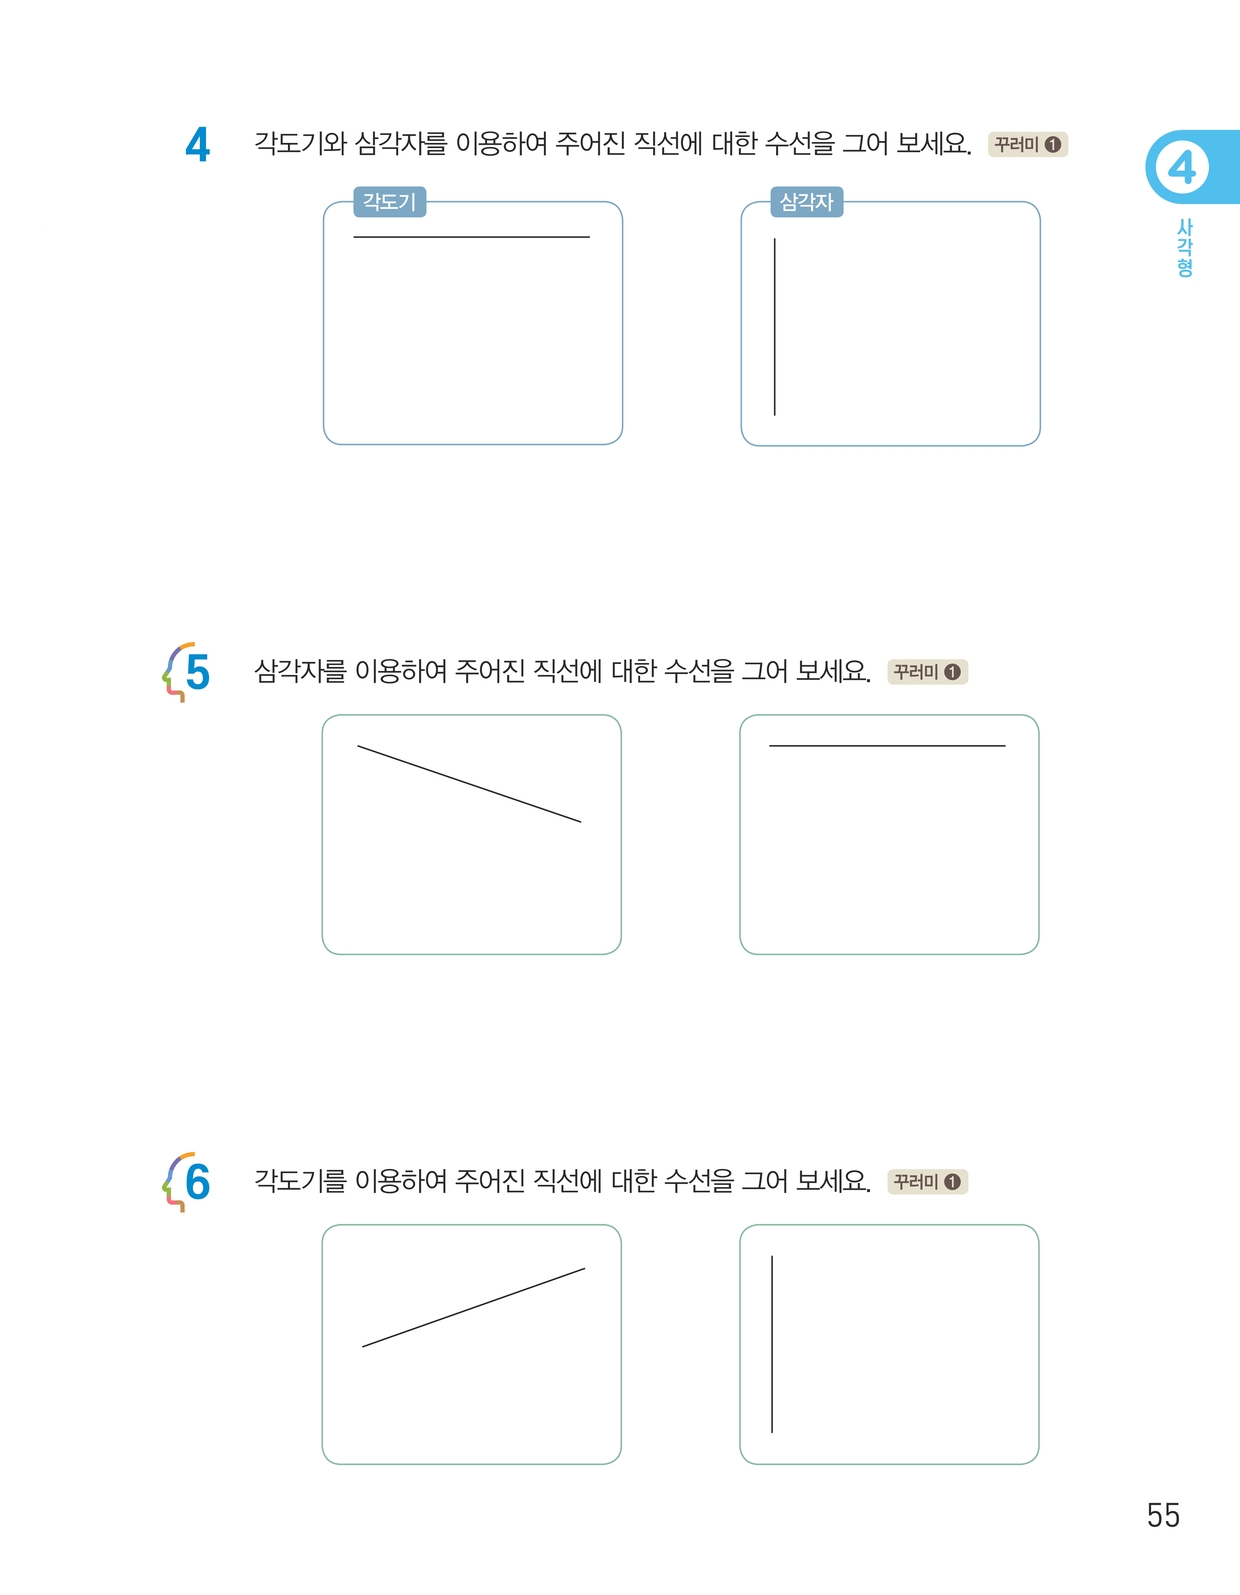 4 각도기와 삼각자를 이용하여 주어진 직선에 대한 수선을 그어 보세요. 꾸러미 1
각도기
삼각자
4
사각형
5 삼각자를 이용하여 주어진 직선에 대한 수선을 그어 보세요. 꾸러미 1
6 각도기를 이용하여 주어진 직선에 대한 수선을 그어 보세요. 꾸러미 1
55